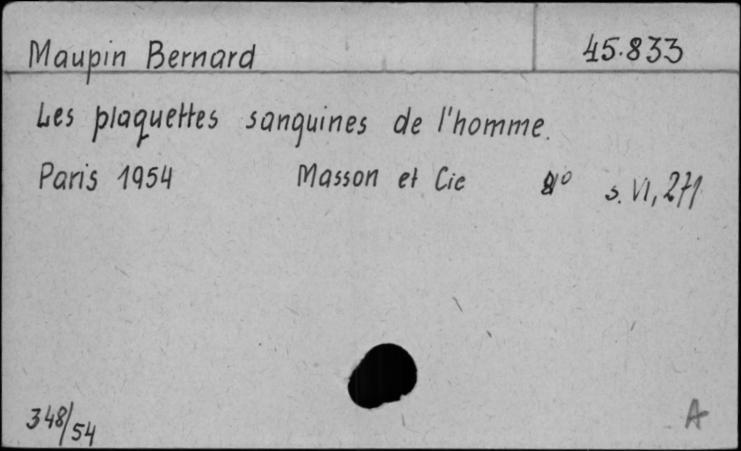 Maupin Bernard 45.833
Les plaquettes sanguines de l'homme.
Paris 1954 Masson et Cie 8° s. VI, 271
348/54
A